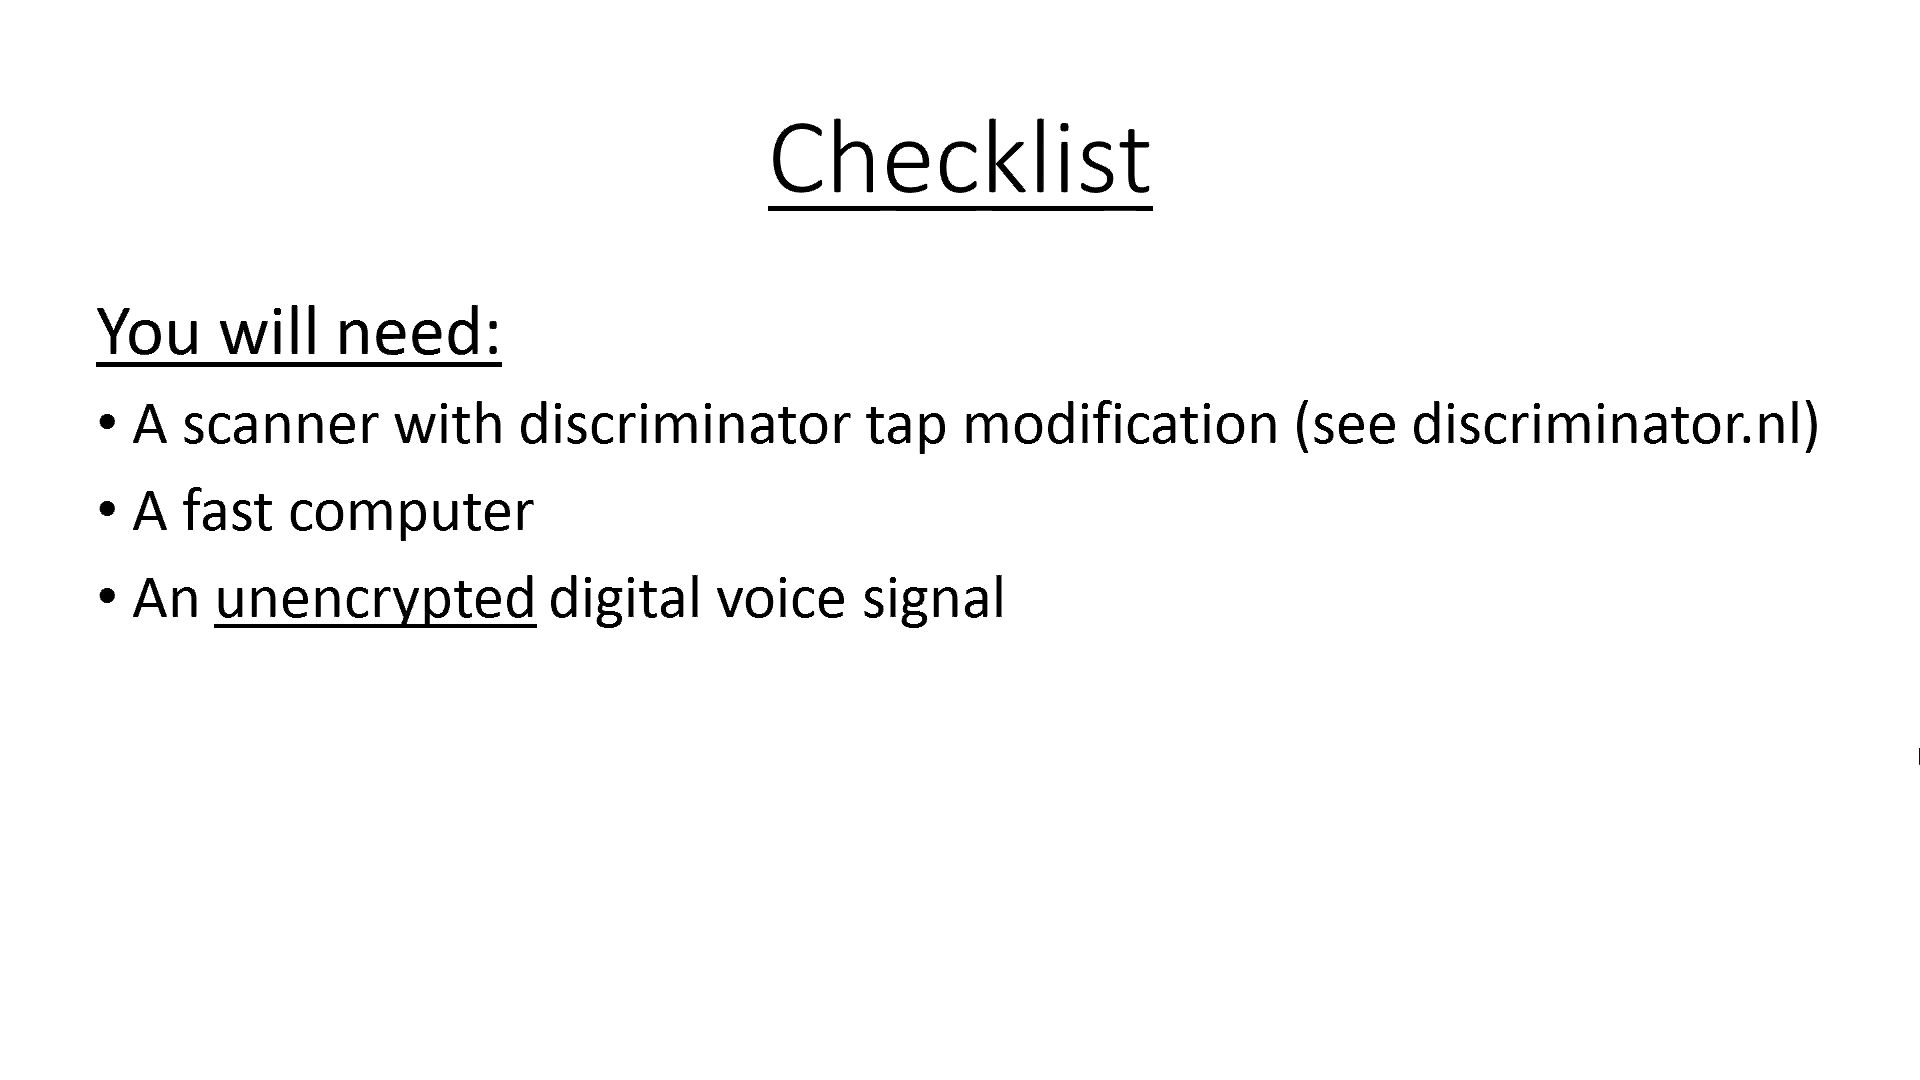 Checklist
You will need:
• A scanner with discriminator tap modification (see discriminator.nl)
• A fast computer
• An unencrypted digital voice signal